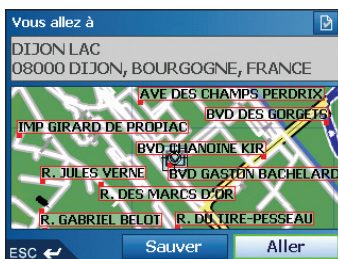 Vous allez à
DIJON LAC
08000 DIJON, BOURGOGNE, FRANCE
AVE DES CHAMPS PERDRIX
BVD DES GORGETS
IMP GIRARD DE PROPIAC
BVD CHANOINE KIR
R. JULES VERNE
BVD GASTON BACHELARD
R. DES MARCS D'OR
R. GABRIEL BELOT
R. DU TIRE-PESSEAU
ESC
Sauver
Aller